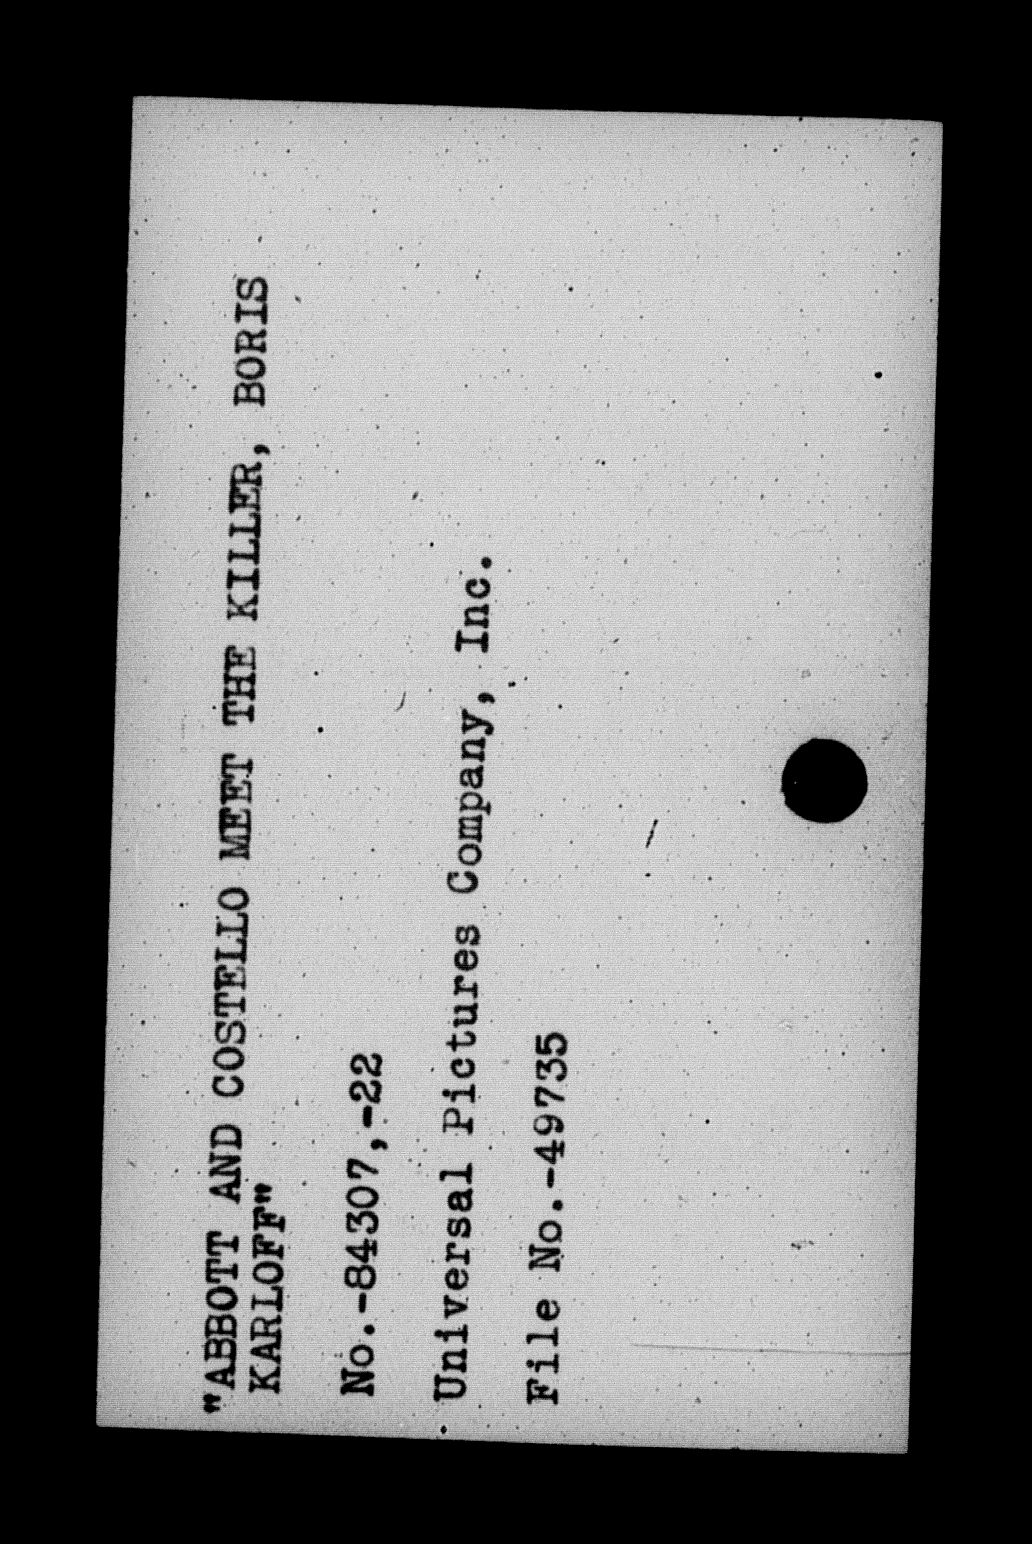 "ABBOTT AND COSTELLO MEET THE KILLER, BORIS
KARLOFF"
No.-84307,-22
Universal Pictures Company, Inc.
File No.-49735